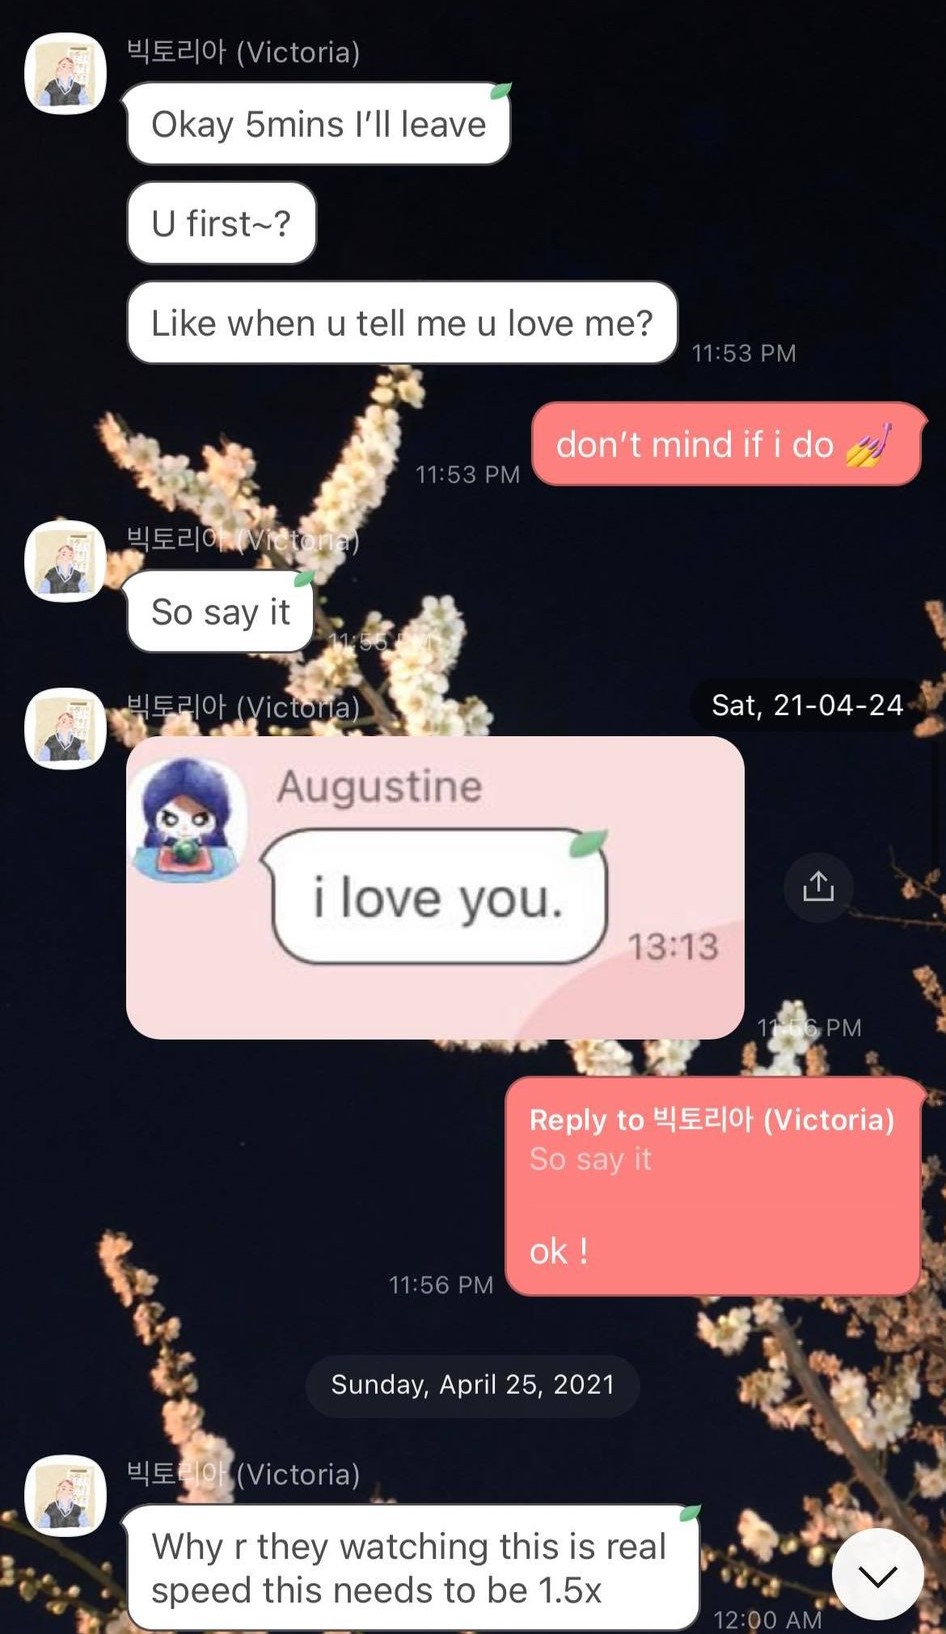 빅토리아 (Victoria)
Okay 5mins I'll leave
U first~?
Like when u tell me u love me?
11:53 PM
don't mind if i do 💅
11:53 PM
빅토리아 (Victoria)
So say it
11:55 PM
Sat, 21-04-24
빅토리아 (Victoria)
Augustine
i love you.
13:13
11:56 PM
Reply to 빅토리아 (Victoria)
So say it
ok !
11:56 PM
Sunday, April 25, 2021
빅토리아 (Victoria)
Why r they watching this is real
speed this needs to be 1.5x
12:00 AM